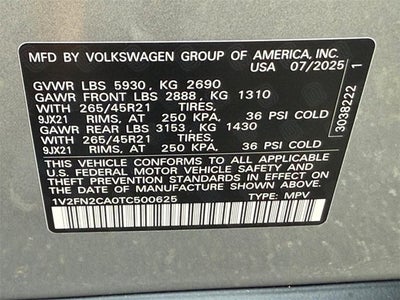 MFD BY VOLKSWAGEN GROUP OF AMERICA, INC.
USA 07/2025
GVWR LBS 5930, KG 2690
GAWR FRONT LBS 2888, KG 1310
WITH 265/45R21 TIRES,
9JX21 RIMS, AT 250 KPA, 36 PSI COLD
GAWR REAR LBS 3153, KG 1430
WITH 265/45R21 TIRES,
9JX21 RIMS, AT 250 KPA, 36 PSI COLD
THIS VEHICLE CONFORMS TO ALL APPLICABLE
U.S. FEDERAL MOTOR VEHICLE SAFETY AND
THEFT PREVENTION STANDARDS IN EFFECT ON
THE DATE OF MANUFACTURE SHOWN ABOVE.
1V2FN2CA0TC500625 TYPE: MPV
3038222 1